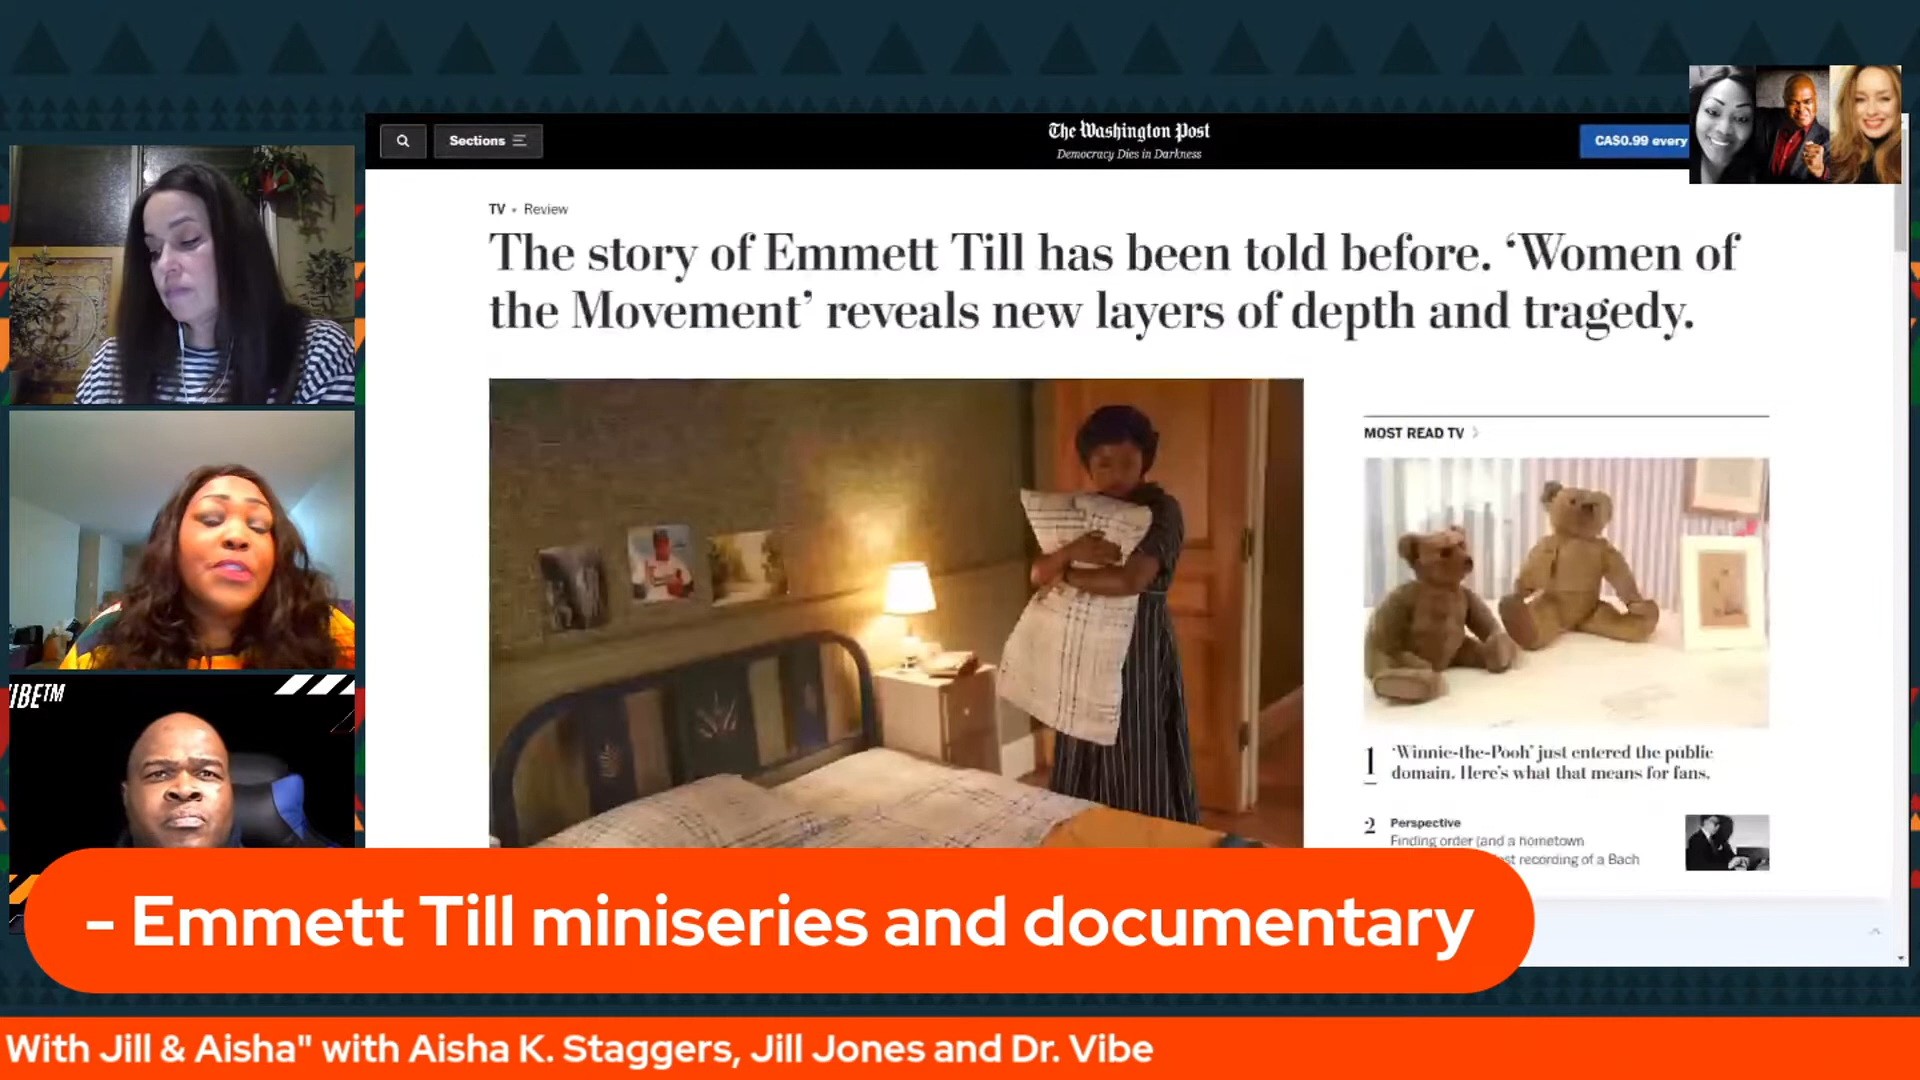 Sections
The Washington Post
Democracy Dies in Darkness
CA$0.99 every
TV • Review
The story of Emmett Till has been told before. ‘Women of
the Movement’ reveals new layers of depth and tragedy.
MOST READ TV
1 ‘Winnie-the-Pooh’ just entered the public
domain. Here’s what that means for fans.
2 Perspective
Finding order (and a hometown
recording of a Bach
IBE™
- Emmett Till miniseries and documentary
With Jill & Aisha" with Aisha K. Staggers, Jill Jones and Dr. Vibe